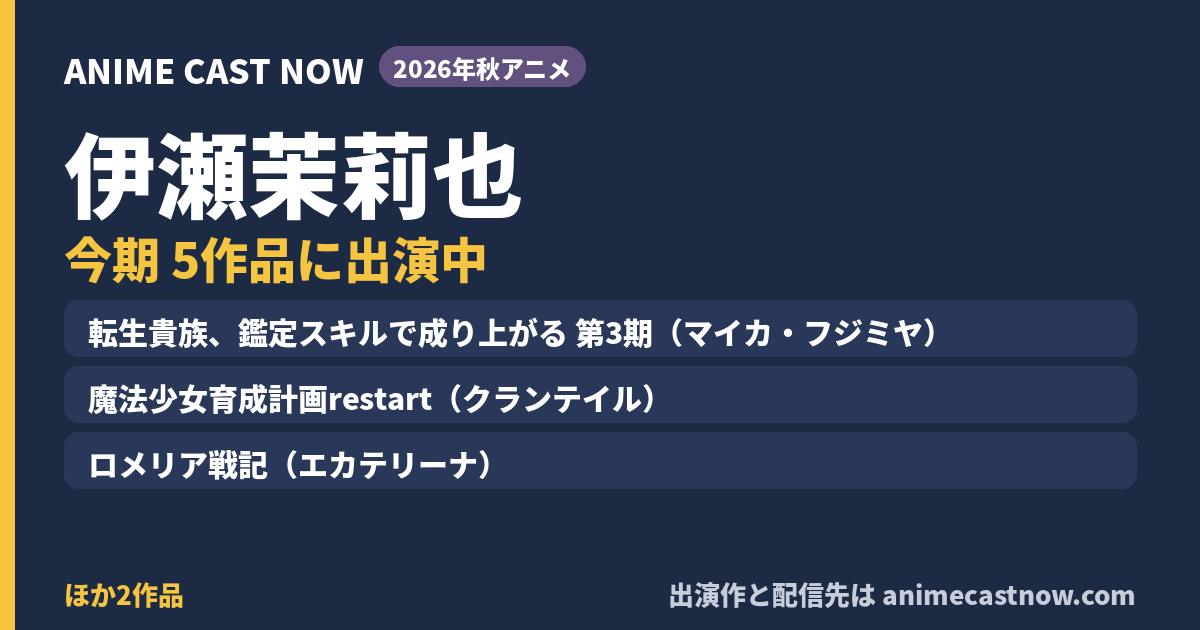 ANIME CAST NOW 2026年秋アニメ
伊瀬茉莉也
今期 5作品に出演中
転生貴族、鑑定スキルで成り上がる 第3期（マイカ・フジミヤ）
魔法少女育成計画restart（クランテイル）
ロメリア戦記（エカテリーナ）
ほか2作品
出演作と配信先は animecastnow.com